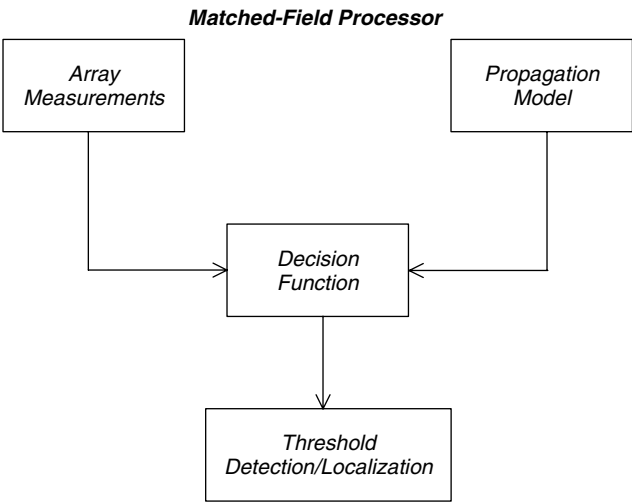 Matched-Field Processor
Array
Measurements
Propagation
Model
Decision
Function
Threshold
Detection/Localization